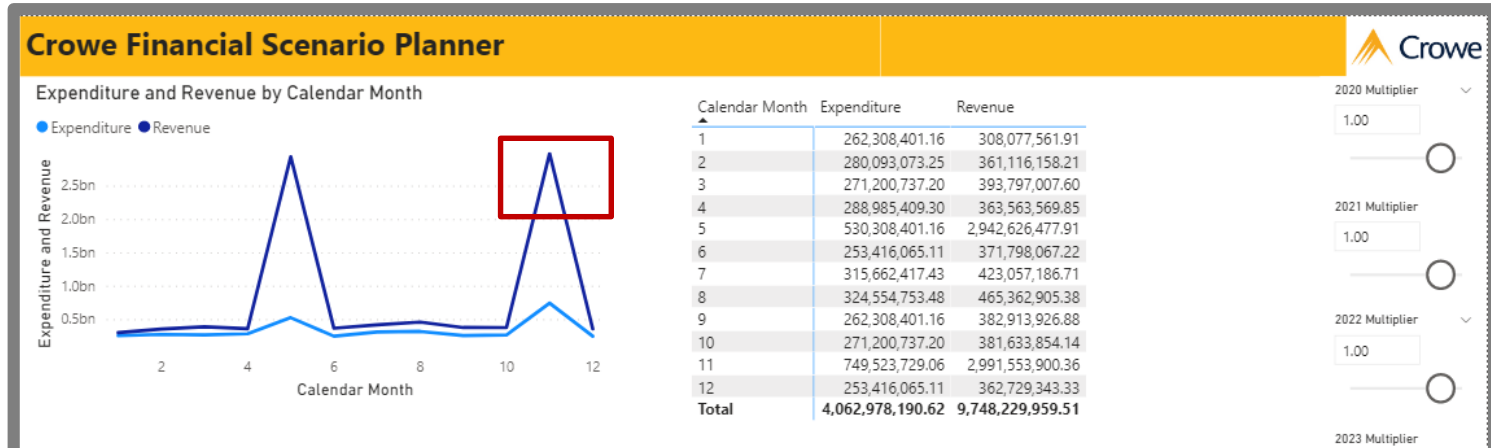 Crowe Financial Scenario Planner
Crowe
Expenditure and Revenue by Calendar Month
Expenditure Revenue
Expenditure and Revenue
2.5bn
2.0bn
1.5bn
1.0bn
0.5bn
2 4 6 8 10 12
Calendar Month
Calendar Month Expenditure Revenue
1 262,308,401.16 308,077,561.91
2 280,093,073.25 361,116,158.21
3 271,200,737.20 393,797,007.60
4 288,985,409.30 363,563,569.85
5 530,308,401.16 2,942,626,477.91
6 253,416,065.11 371,798,067.22
7 315,662,417.43 423,057,186.71
8 324,554,753.48 465,362,905.38
9 262,308,401.16 382,913,926.88
10 271,200,737.20 381,633,854.14
11 749,523,729.06 2,991,553,900.36
12 253,416,065.11 362,729,343.33
Total 4,062,978,190.62 9,748,229,959.51
2020 Multiplier
1.00
2021 Multiplier
1.00
2022 Multiplier
1.00
2023 Multiplier